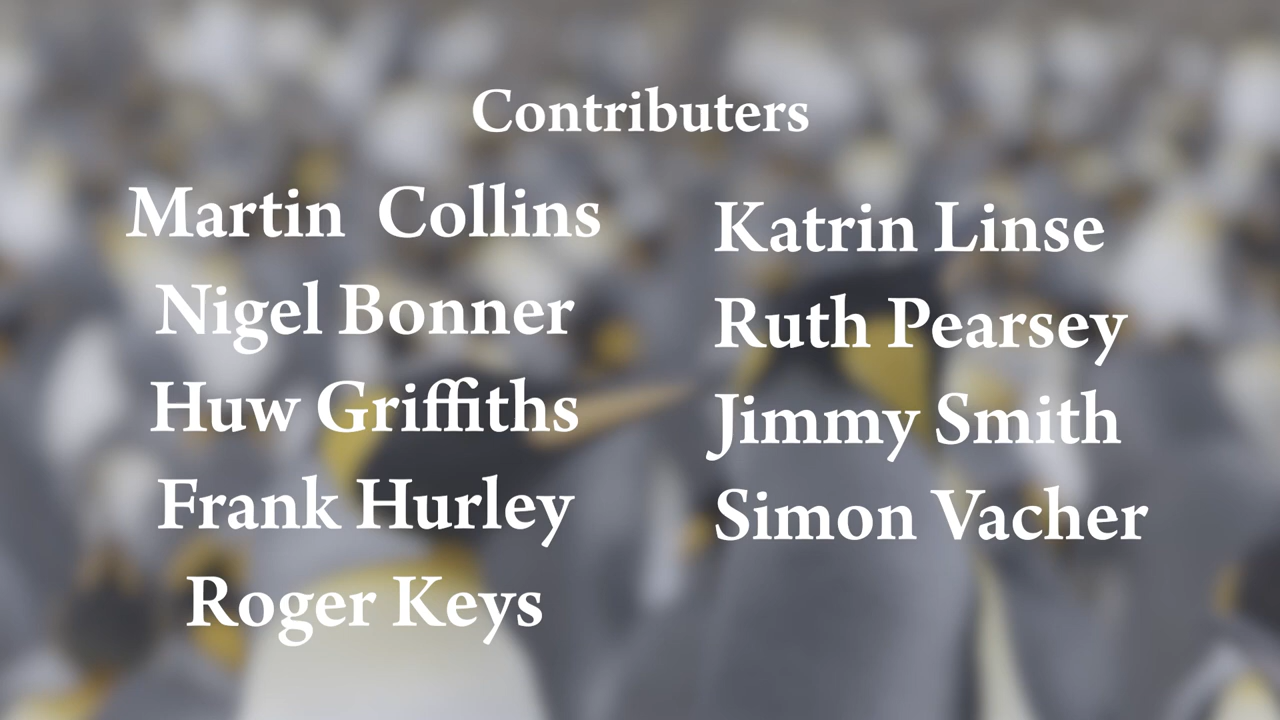 Contributers
Martin Collins
Nigel Bonner
Huw Griffiths
Frank Hurley
Roger Keys
Katrin Linse
Ruth Pearsey
Jimmy Smith
Simon Vacher